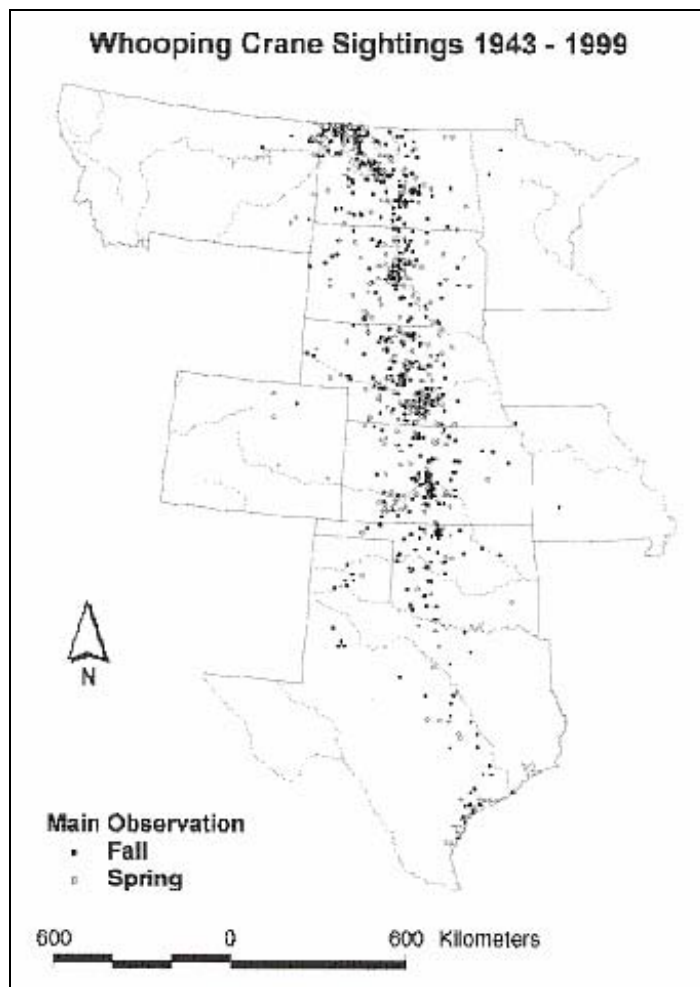 Whooping Crane Sightings 1943 - 1999
N
Main Observation
Fall
Spring
600 0 600 Kilometers